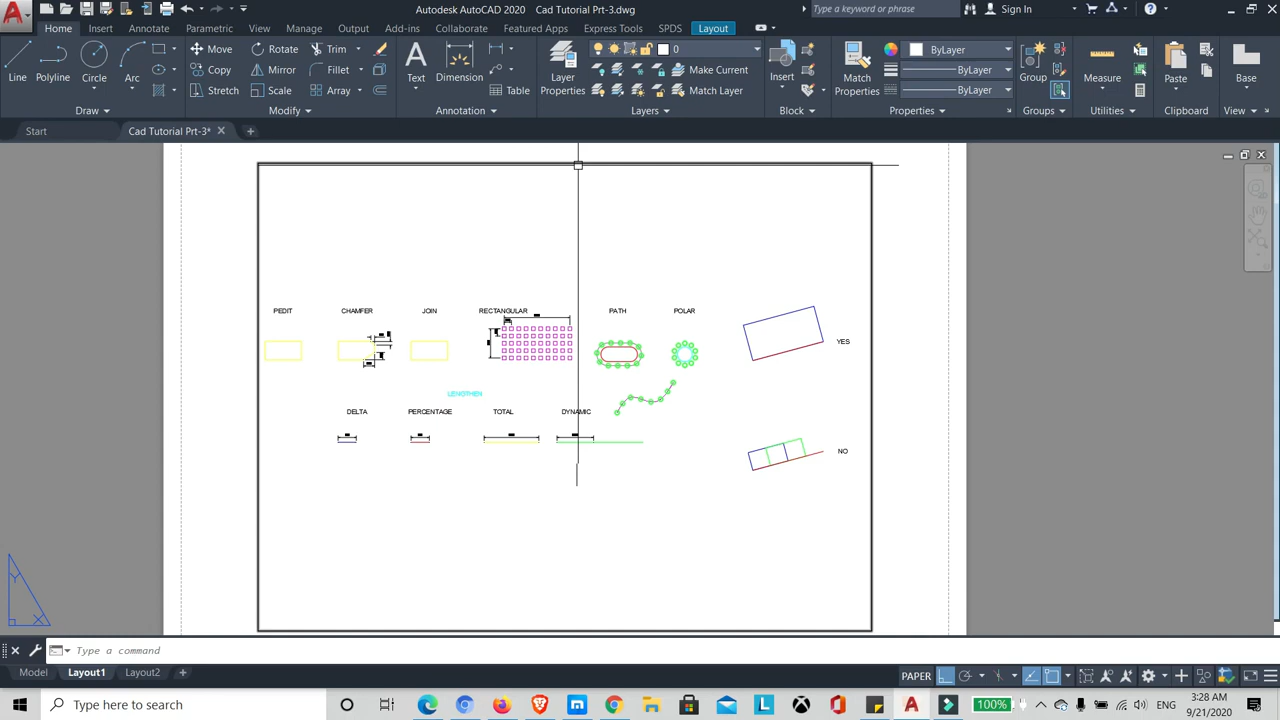 Autodesk AutoCAD 2020 Cad Tutorial Prt-3.dwg
Type a keyword or phrase
Sign In
Home Insert Annotate Parametric View Manage Output Add-ins Collaborate Express Tools Featured Apps SPDS Layout
Line Polyline Circle Arc
Move Rotate Trim
Copy Mirror Fillet
Stretch Scale Array
Text Dimension Table
Layer Properties
0
Make Current
Match Layer
Insert
Match Properties
ByLayer
ByLayer
ByLayer
Group Measure Paste Base
Draw Modify Annotation Layers Block Properties Groups Utilities Clipboard View
Start Cad Tutorial Prt-3*
PEDIT CHAMFER JOIN RECTANGULAR PATH POLAR
YES
LENGTHEN
DELTA PERCENTAGE TOTAL DYNAMIC
NO
Y
X
Type a command
Model Layout1 Layout2
PAPER
Type here to search
100%
ENG
3:28 AM
9/21/2020